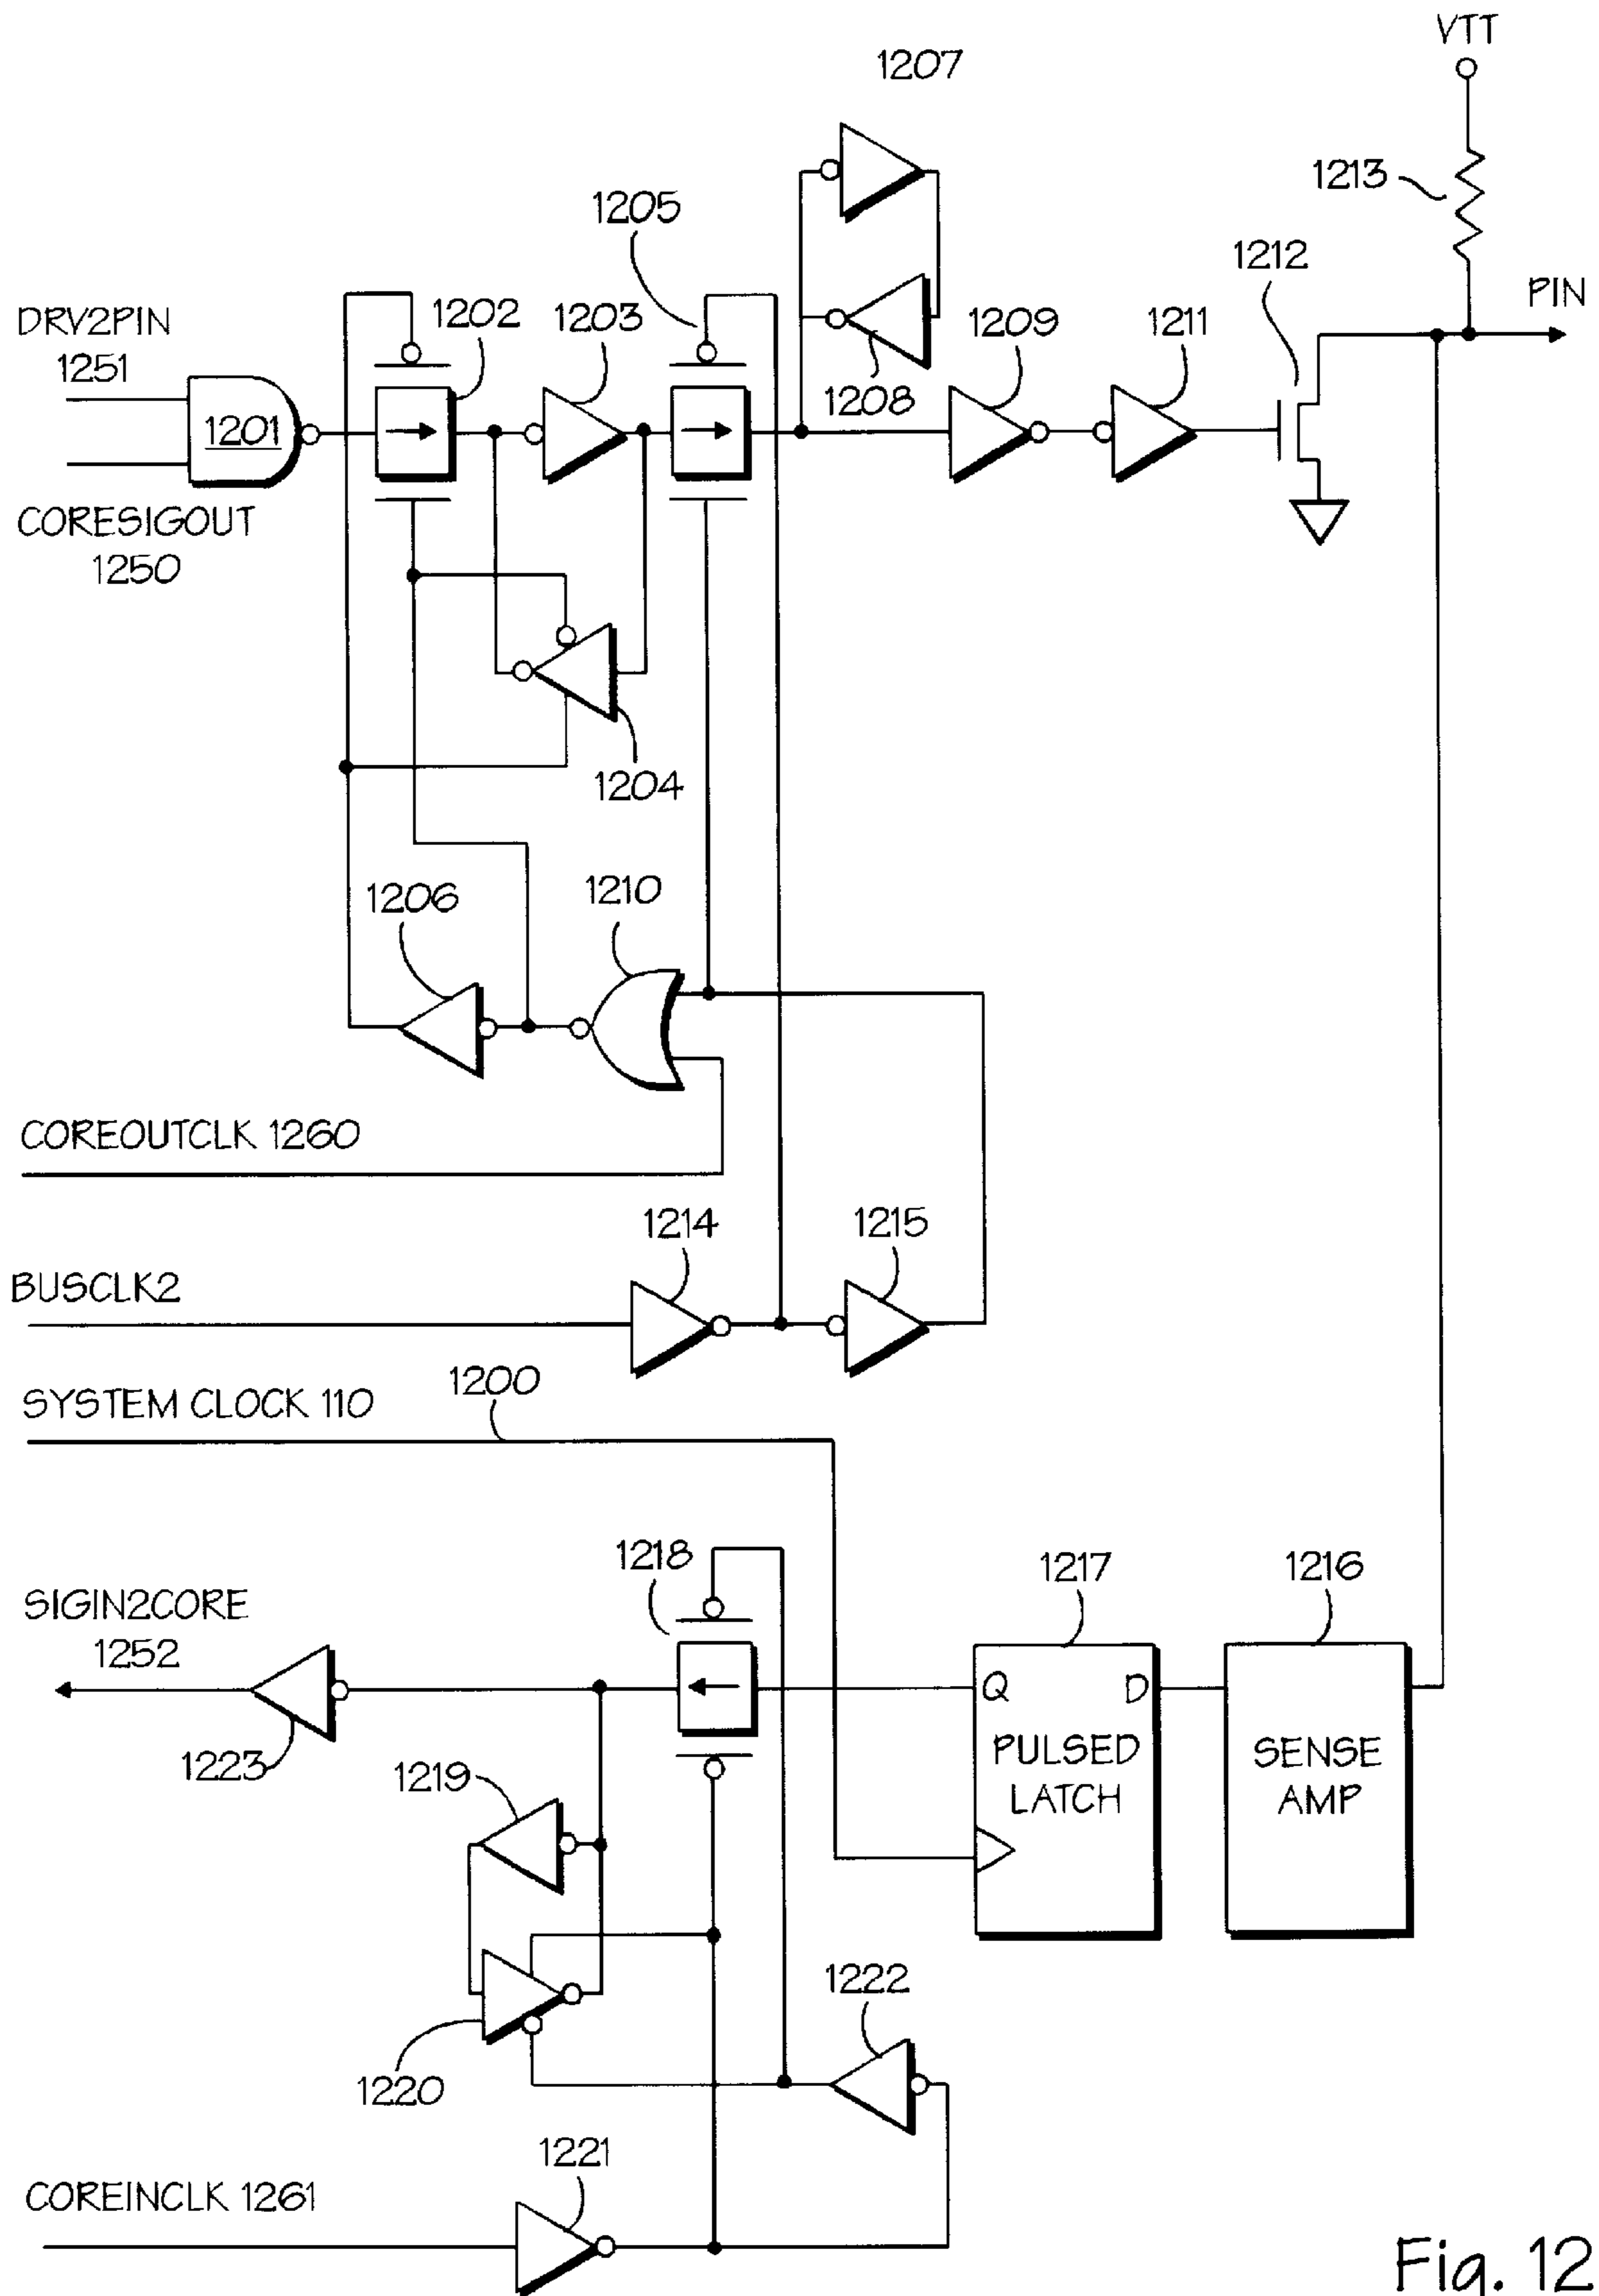 VTT
1207
1213
1205
1212
PIN
DRV2PIN
1251
1202
1203
1209
1211
1208
1201
CORESIGOUT
1250
1204
1206
1210
COREOUTCLK 1260
1214
1215
BUSCLK2
1200
SYSTEM CLOCK 110
1218
1217
1216
SIGIN2CORE
1252
Q
D
PULSED
LATCH
SENSE
AMP
1223
1219
1222
1220
1221
COREINCLK 1261
Fig. 12